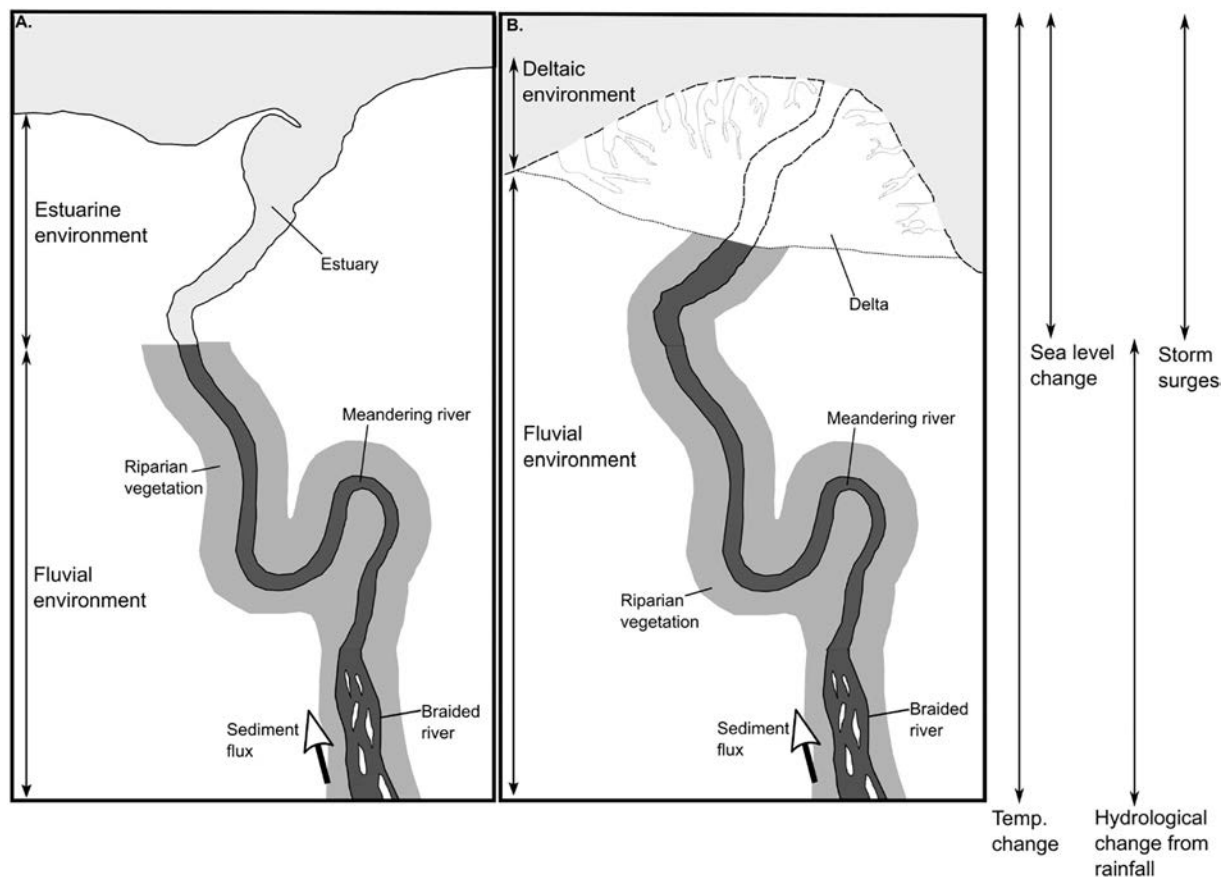 A.
Estuarine
environment
Estuary
Meandering river
Riparian
vegetation
Fluvial
environment
Sediment
flux
Braided
river
B.
Deltaic
environment
Delta
Meandering river
Fluvial
environment
Riparian
vegetation
Sediment
flux
Braided
river
Sea level
change
Storm
surges
Temp.
change
Hydrological
change from
rainfall